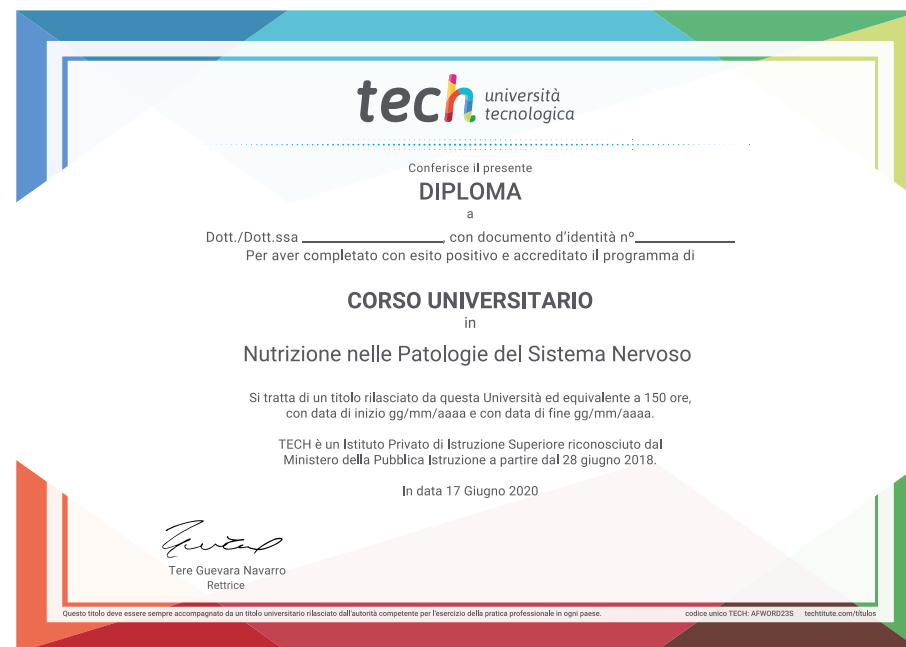 tech università
tecnologica
Conferisce il presente
DIPLOMA
a
Dott./Dott.ssa ____________________, con documento d'identità nº______________
Per aver completato con esito positivo e accreditato il programma di
CORSO UNIVERSITARIO
in
Nutrizione nelle Patologie del Sistema Nervoso
Si tratta di un titolo rilasciato da questa Università ed equivalente a 150 ore,
con data di inizio gg/mm/aaaa e con data di fine gg/mm/aaaa.
TECH è un Istituto Privato di Istruzione Superiore riconosciuto dal
Ministero della Pubblica Istruzione a partire dal 28 giugno 2018.
In data 17 Giugno 2020
Tere Guevara Navarro
Rettrice
Questo titolo deve essere sempre accompagnato da un titolo universitario rilasciato dall'autorità competente per l'esercizio della pratica professionale in ogni paese. codice unico TECH: AFWORD23S techtitute.com/títulos